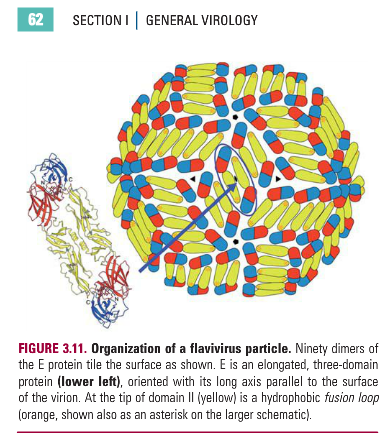 62 SECTION I | GENERAL VIROLOGY
FIGURE 3.11. Organization of a flavivirus particle. Ninety dimers of
the E protein tile the surface as shown. E is an elongated, three-domain
protein (lower left), oriented with its long axis parallel to the surface
of the virion. At the tip of domain II (yellow) is a hydrophobic fusion loop
(orange, shown also as an asterisk on the larger schematic).